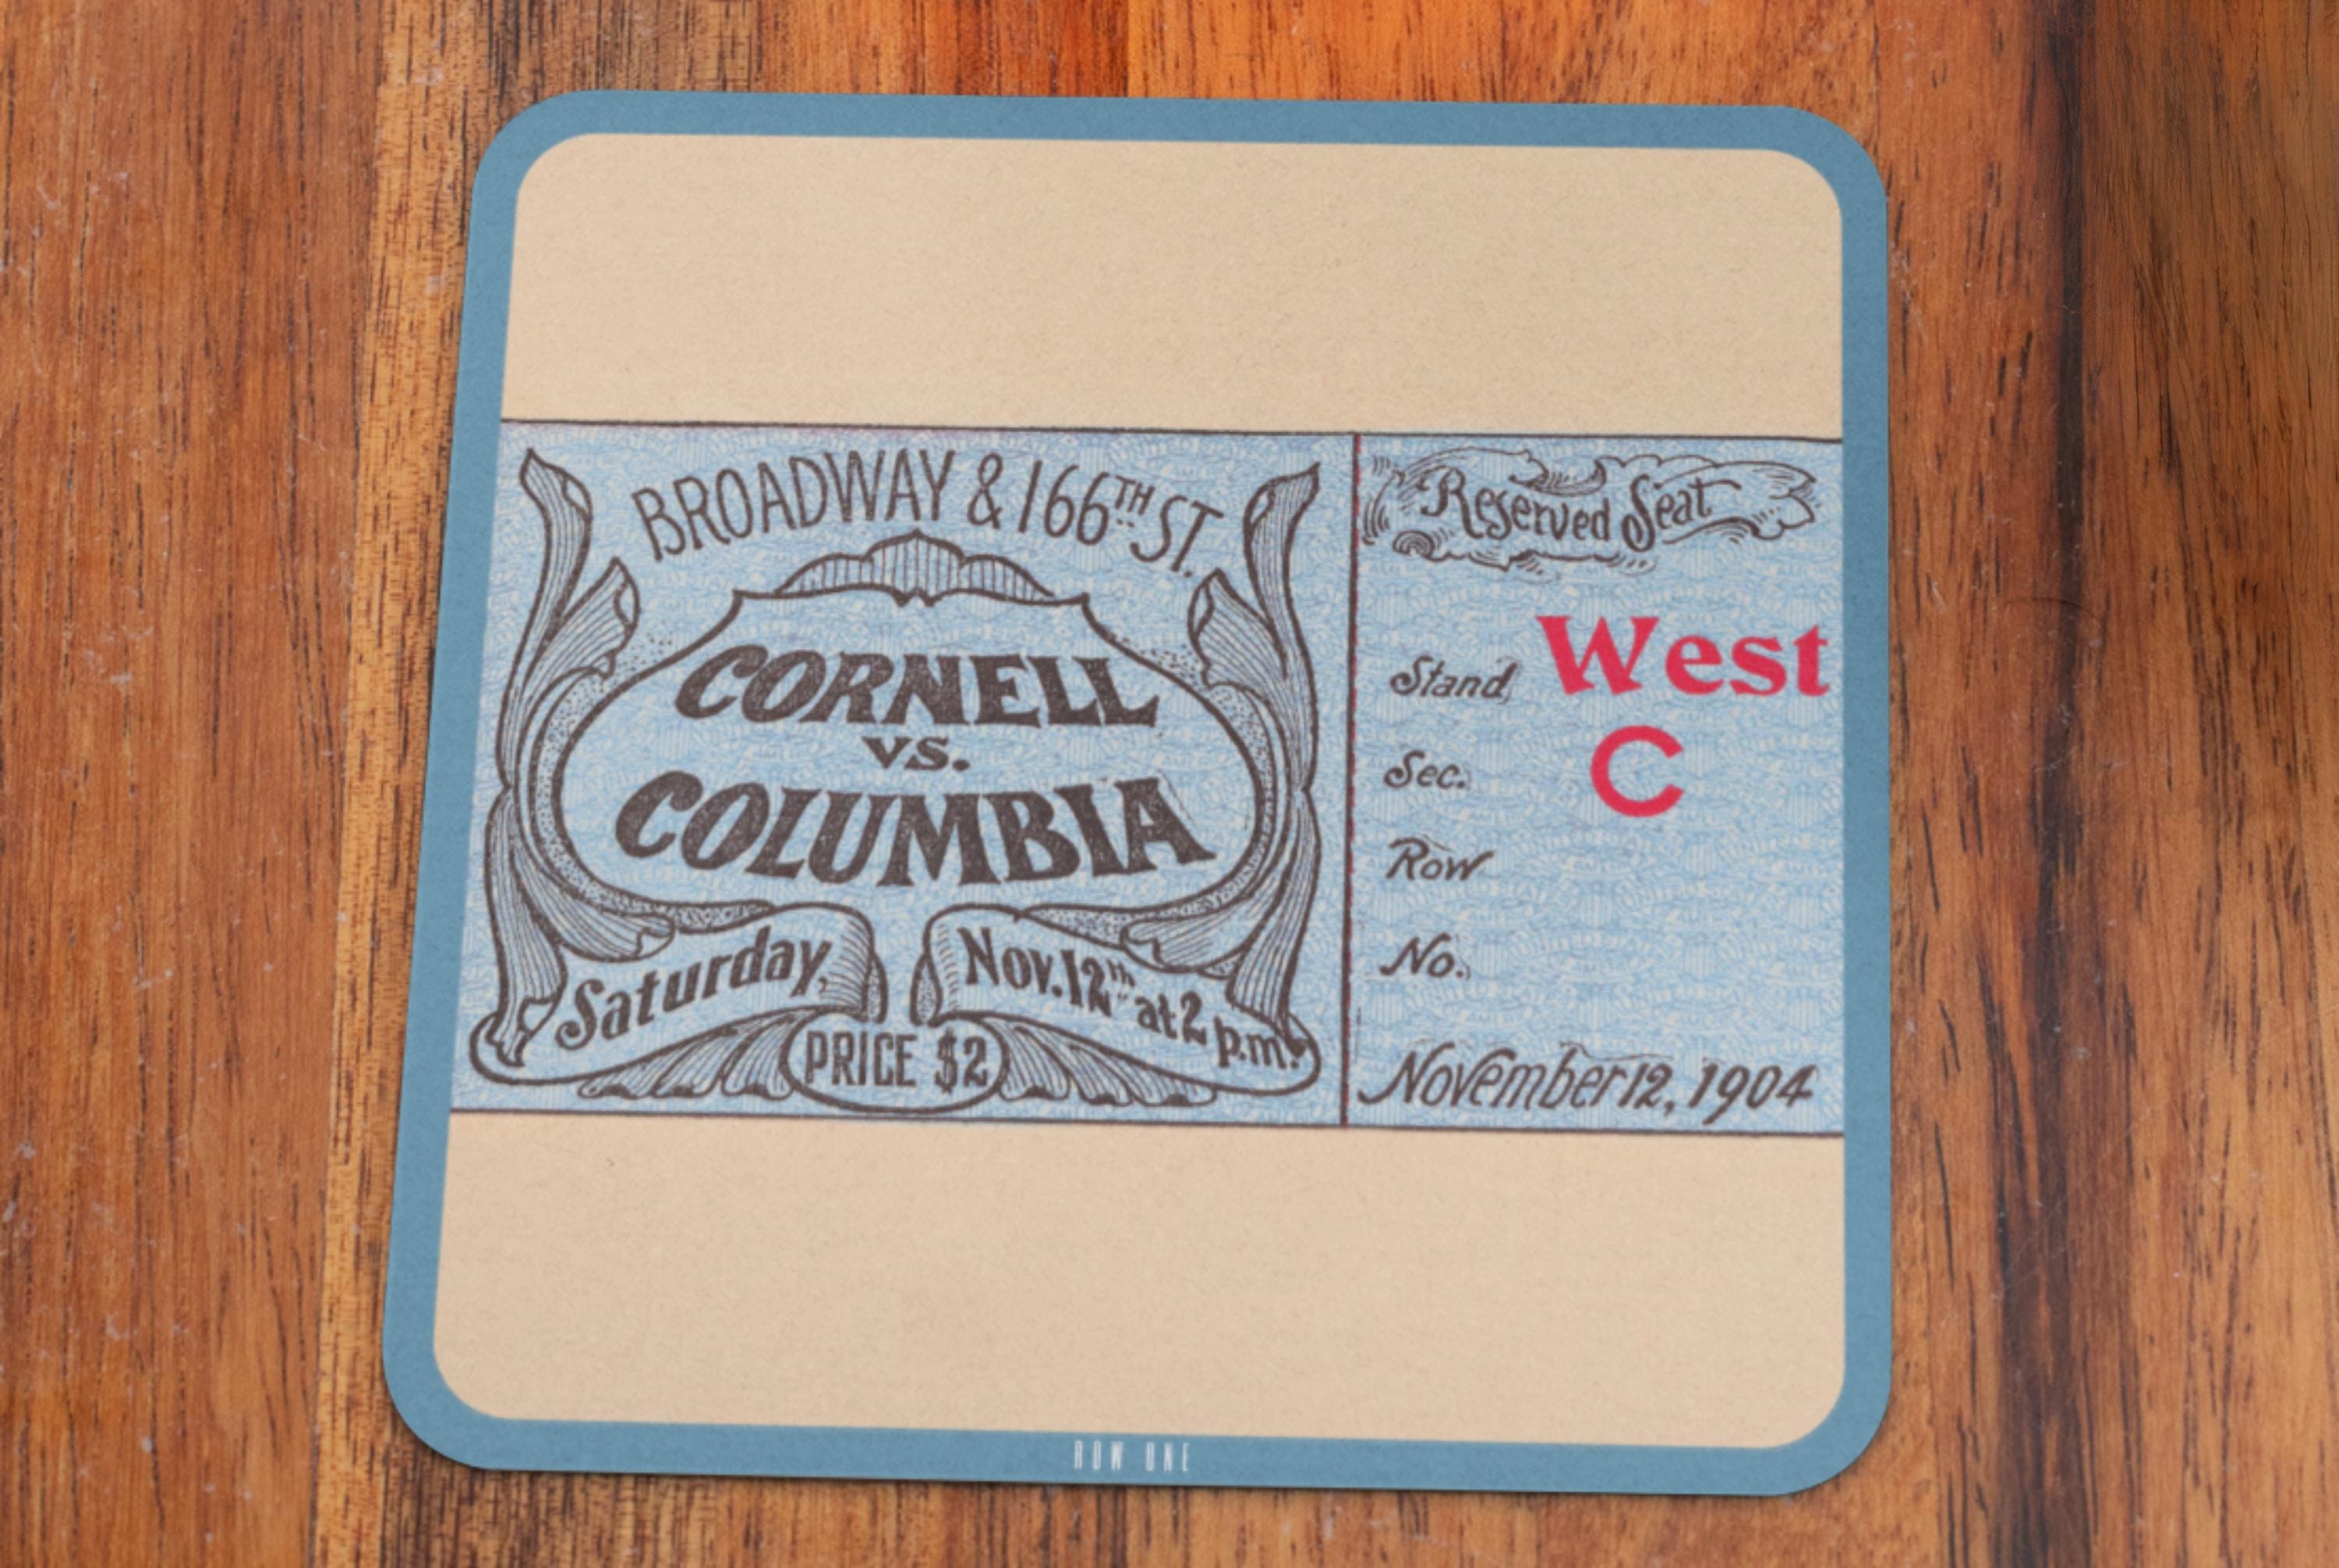 BROADWAY & 166TH ST.
CORNELL
VS.
COLUMBIA
Saturday,
Nov. 12th at 2 p.m.
PRICE $2
Reserved Seat
Stand West
Sec. C
Row
No.
November 12, 1904
ROW ONE